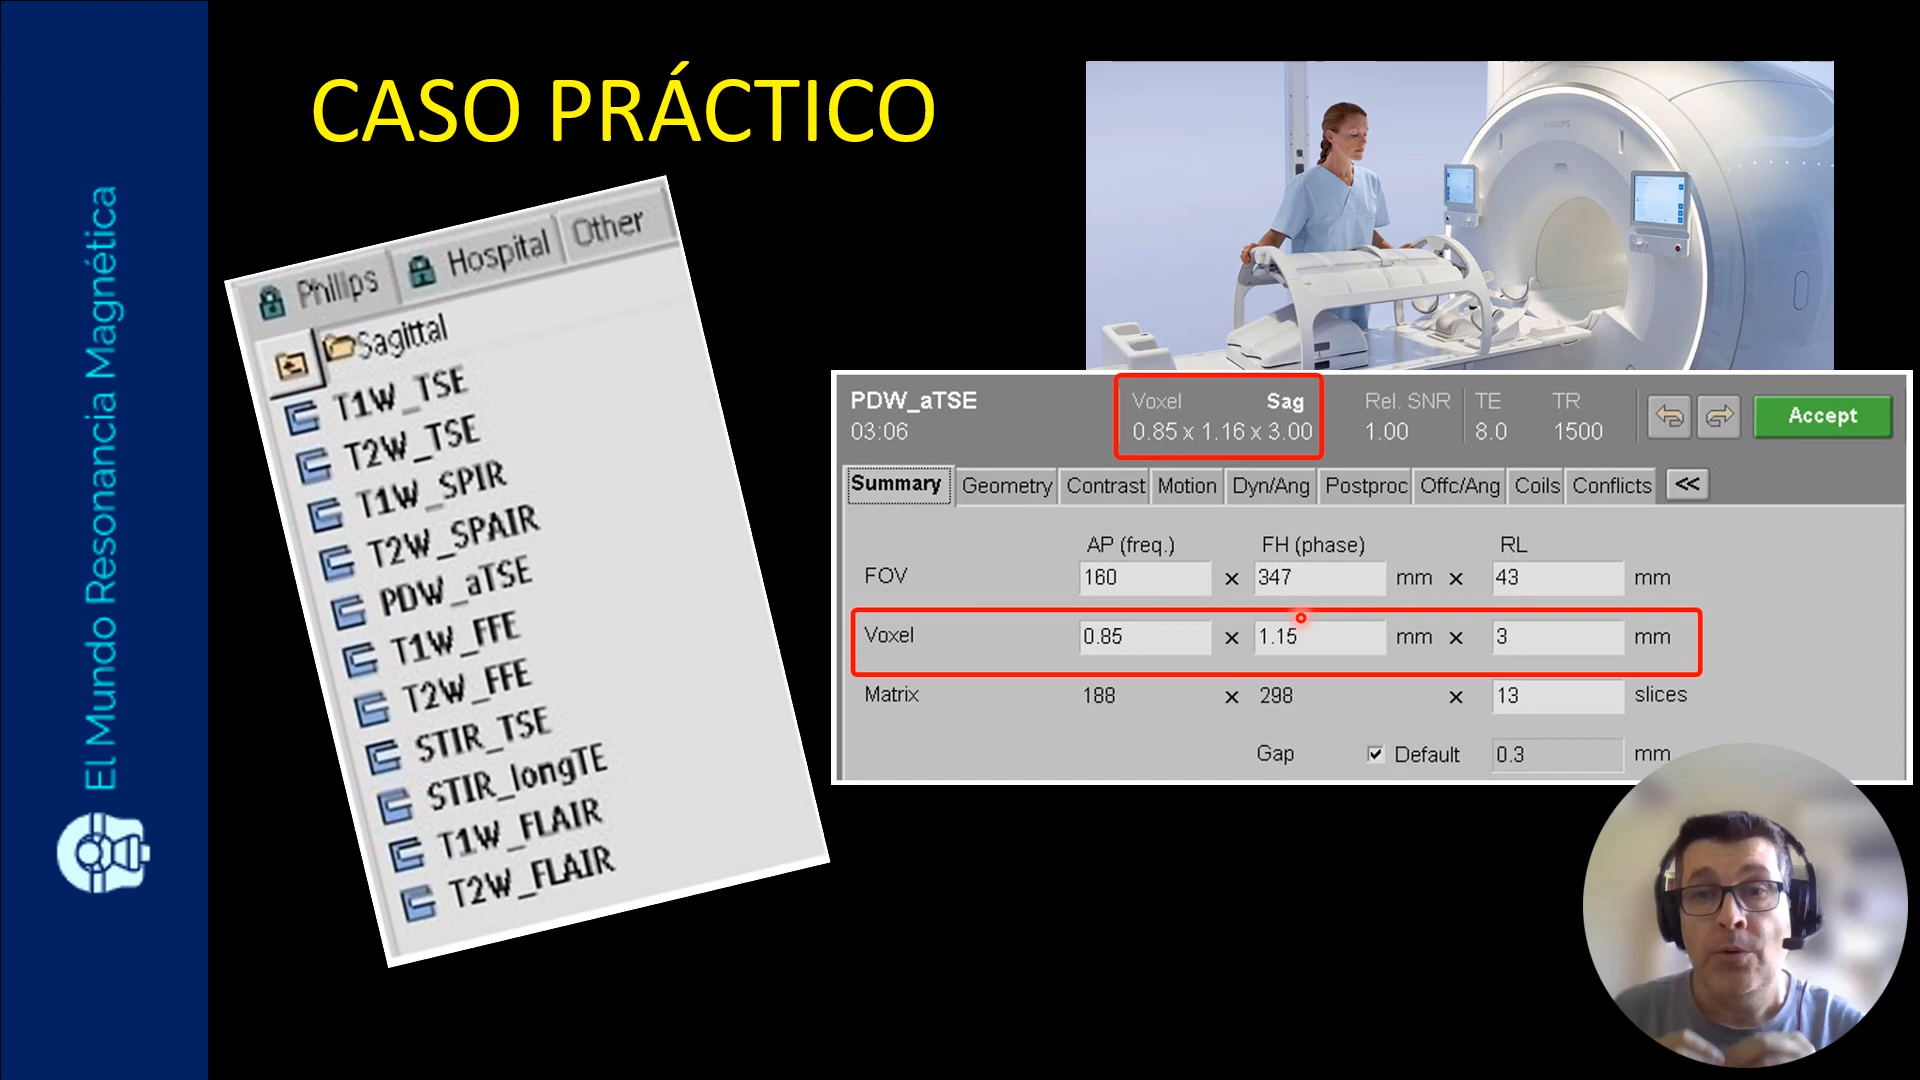 El Mundo Resonancia Magnética
CASO PRÁCTICO
Philips Hospital Other
Sagittal
T1W_TSE
T2W_TSE
T1W_SPIR
T2W_SPAIR
PDW_aTSE
T1W_FFE
T2W_FFE
STIR_TSE
STIR_longTE
T1W_FLAIR
T2W_FLAIR
PHILIPS
PDW_aTSE Voxel Sag Rel. SNR TE TR Accept
03:06 0.85 x 1.16 x 3.00 1.00 8.0 1500
Summary Geometry Contrast Motion Dyn/Ang Postproc Offc/Ang Coils Conflicts <<
AP (freq.) FH (phase) RL
FOV 160 x 347 mm x 43 mm
Voxel 0.85 x 1.15 mm x 3 mm
Matrix 188 x 298 x 13 slices
Gap Default 0.3 mm